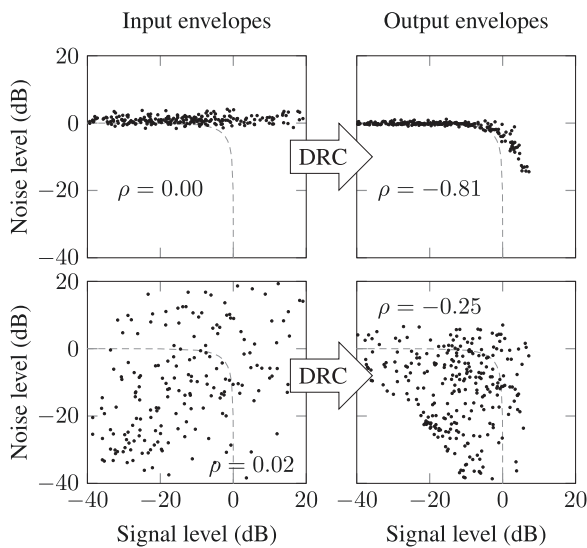 Input envelopes Output envelopes
20
0
−20
−40
Noise level (dB)
ρ = 0.00
DRC
ρ = −0.81
20
0
−20
−40
Noise level (dB)
ρ = 0.02
DRC
ρ = −0.25
−40 −20 0 20 −40 −20 0 20
Signal level (dB) Signal level (dB)